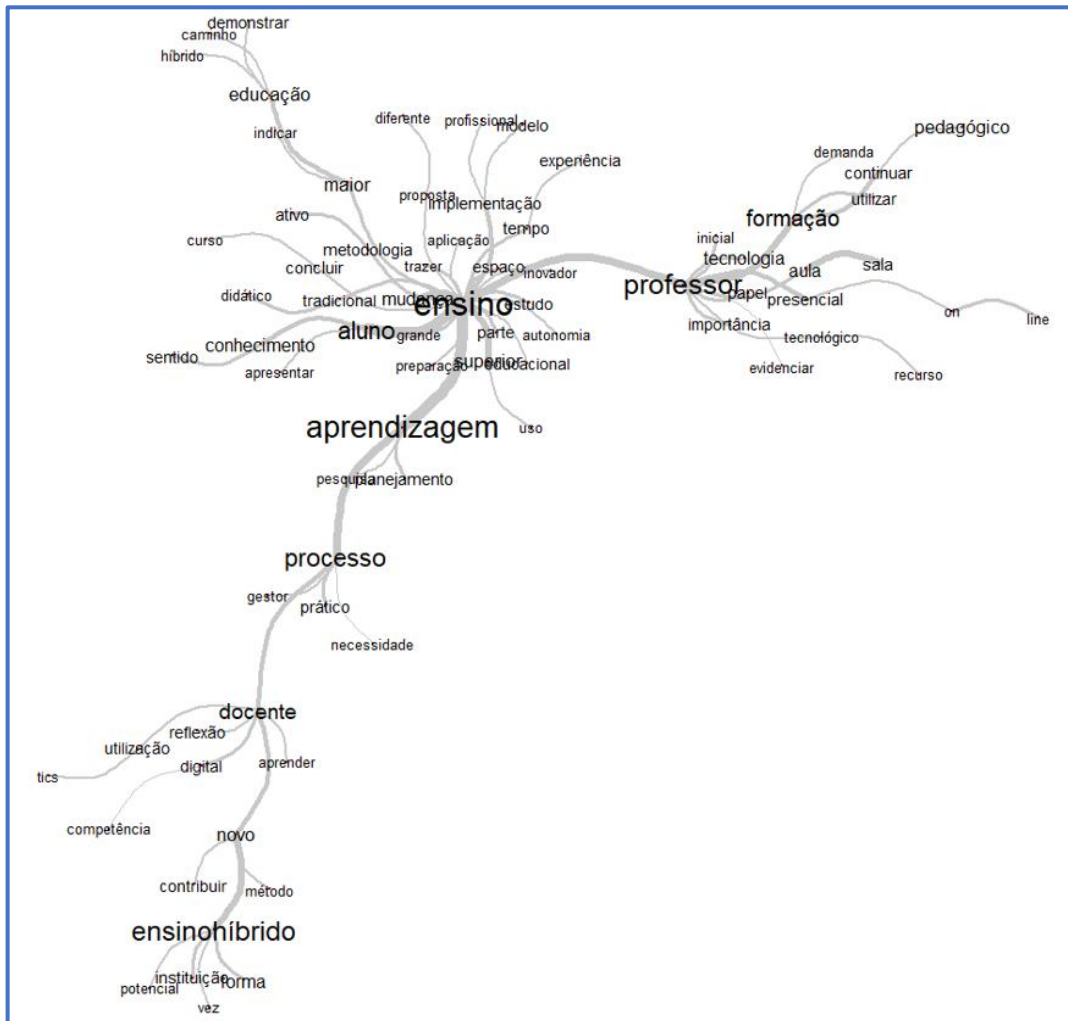 demonstrar
caminho
híbrido
educação
indicar
maior
ativo
curso
metodologia
concluir
didático
tradicional
mudança
aluno
conhecimento
sentido
apresentar
grande
diferente
profissional
modelo
experiência
proposta
implementação
tempo
aplicação
trazer
espaço
inovador
ensino
estudo
parte
autonomia
superior
educacional
preparação
uso
pedagógico
demanda
continuar
utilizar
formação
inicial
tecnologia
aula
sala
professor
papel
presencial
on
line
importância
tecnológico
evidenciar
recurso
aprendizagem
pesquisa
planejamento
processo
gestor
prático
necessidade
docente
reflexão
utilização
digital
aprender
tics
competência
novo
contribuir
método
ensinohíbrido
instituição
forma
potencial
vez